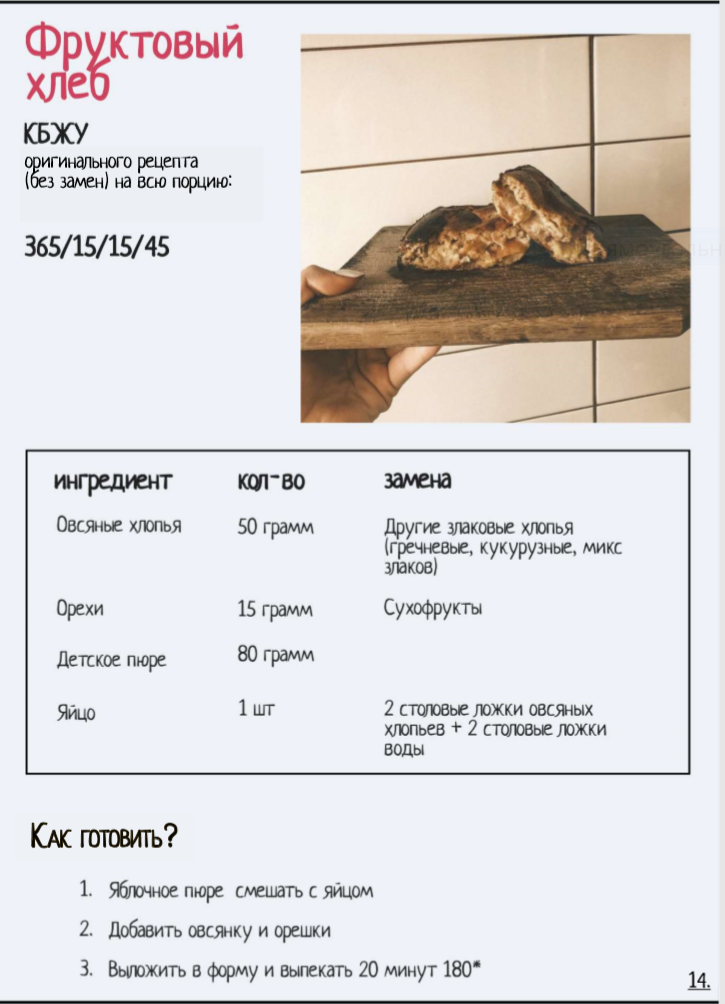 Фруктовый
хлеб
КБЖУ
оригинального рецепта
(без замен) на всю порцию:
365/15/15/45
ингредиент кол-во замена
Овсяные хлопья 50 грамм Другие злаковые хлопья
(гречневые, кукурузные, микс
злаков)
Орехи 15 грамм Сухофрукты
Детское пюре 80 грамм
Яйцо 1 шт 2 столовые ложки овсяных
хлопьев + 2 столовые ложки
воды
Как готовить?
1. Яблочное пюре смешать с яйцом
2. Добавить овсянку и орешки
3. Выложить в форму и выпекать 20 минут 180*
14.